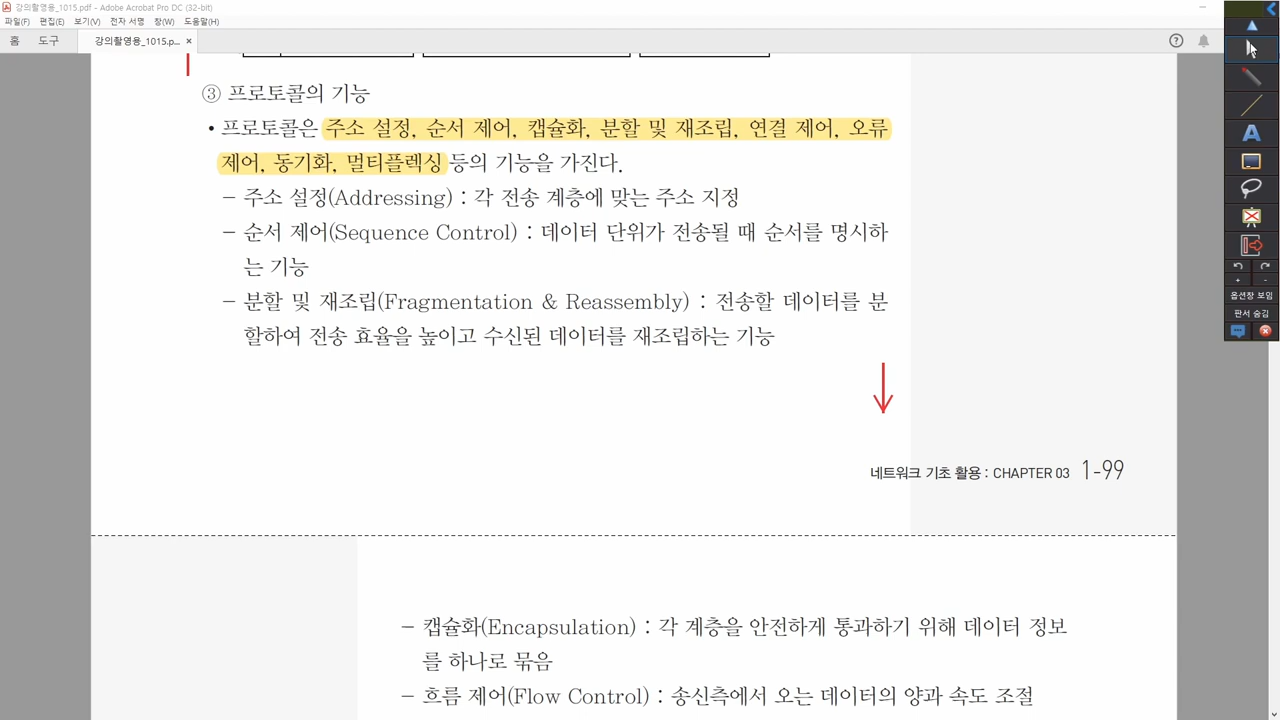 강의촬영용_1015.pdf - Adobe Acrobat Pro DC (32-bit)
파일(F) 편집(E) 보기(V) 전자 서명 창(W) 도움말(H)
홈 도구 강의촬영용_1015.p... ×
③ 프로토콜의 기능
• 프로토콜은 주소 설정, 순서 제어, 캡슐화, 분할 및 재조립, 연결 제어, 오류
제어, 동기화, 멀티플렉싱 등의 기능을 가진다.
- 주소 설정(Addressing) : 각 전송 계층에 맞는 주소 지정
- 순서 제어(Sequence Control) : 데이터 단위가 전송될 때 순서를 명시하
는 기능
- 분할 및 재조립(Fragmentation & Reassembly) : 전송할 데이터를 분
할하여 전송 효율을 높이고 수신된 데이터를 재조립하는 기능
네트워크 기초 활용 : CHAPTER 03 1-99
- 캡슐화(Encapsulation) : 각 계층을 안전하게 통과하기 위해 데이터 정보
를 하나로 묶음
- 흐름 제어(Flow Control) : 송신측에서 오는 데이터의 양과 속도 조절
A
옵션장 보임
판서 숨김